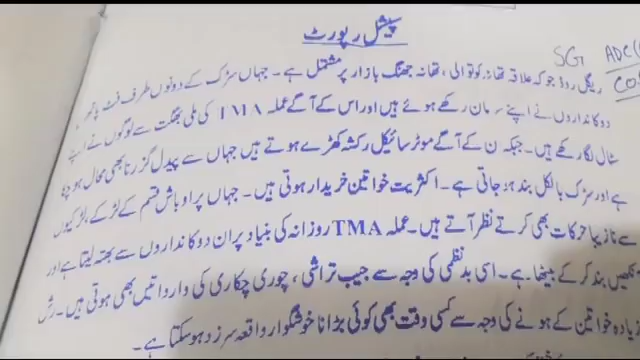 سپیشل رپورٹ
SG ADC(
CO
ریگل روڈ جو کہ علاقہ تھانہ کوتوالی، تھانہ جھنگ بازار پر مشتمل ہے۔ جہاں سڑک کے دونوں طرف فٹ پاتھ
دوکانداروں نے اپنے سامان رکھے ہوئے ہیں اور اس کے آگے عملہ TMA کی ملی بھگت سے لوگوں نے اپنے
سٹال لگا رکھے ہیں۔ جبکہ ان کے آگے موٹر سائیکل رکشہ کھڑے ہوتے ہیں جہاں سے پیدل گزرنا بھی محال ہو چکا
ہے اور سڑک بالکل بند ہو جاتی ہے۔ اکثریت خواتین خریدار ہوتی ہیں۔ جہاں پر اوباش قسم کے لڑکے لڑکیوں
سے نازیبا حرکات بھی کرتے نظر آتے ہیں۔ عملہ TMA روزانہ کی بنیاد پر ان دوکانداروں سے بھتہ لیتا ہے اور
بند کر کے بیٹھا ہے۔ اسی بدنظمی کی وجہ سے جیب تراشی، چوری چکاری کی وارداتیں بھی ہوتی ہیں۔ رش
زیادہ خواتین کے ہونے کی وجہ سے کسی وقت بھی کوئی بڑا ناخوشگوار واقعہ سرزد ہو سکتا ہے۔